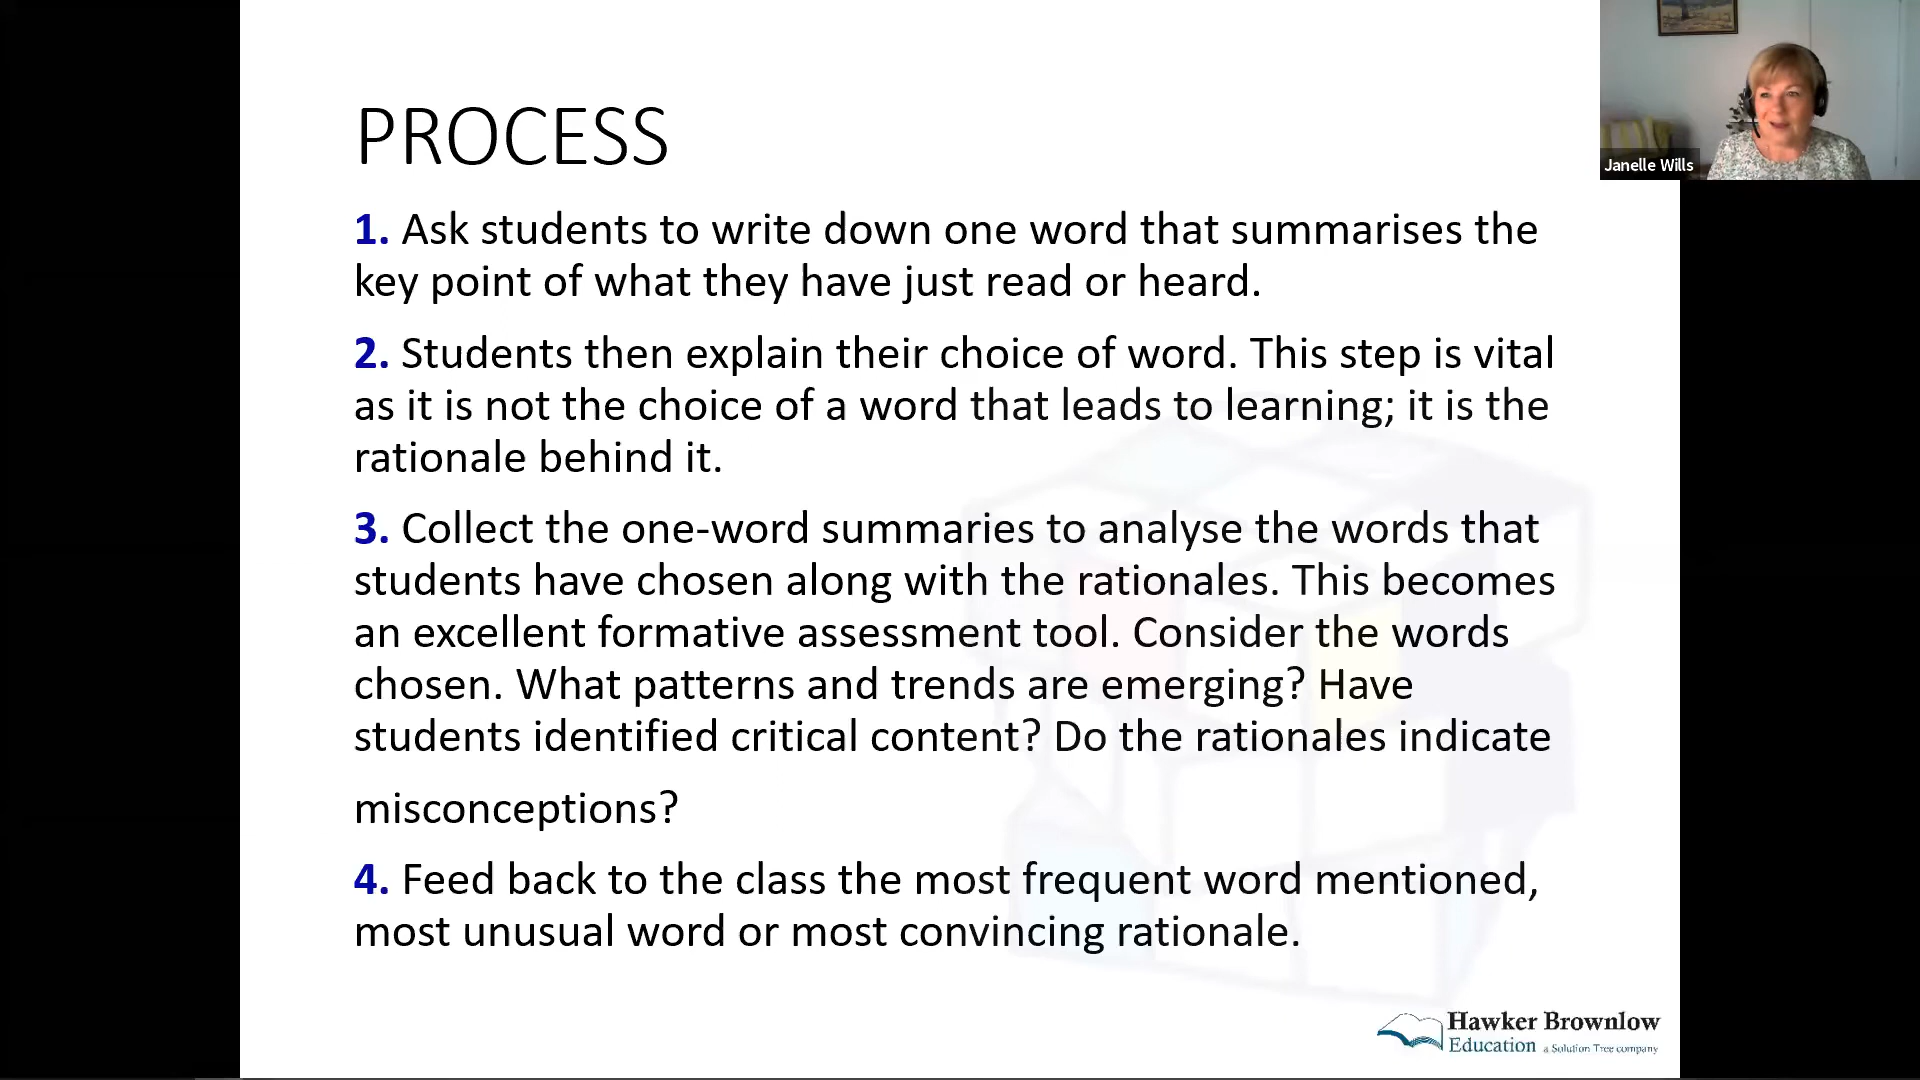 PROCESS
Janelle Wills
1. Ask students to write down one word that summarises the
key point of what they have just read or heard.
2. Students then explain their choice of word. This step is vital
as it is not the choice of a word that leads to learning; it is the
rationale behind it.
3. Collect the one-word summaries to analyse the words that
students have chosen along with the rationales. This becomes
an excellent formative assessment tool. Consider the words
chosen. What patterns and trends are emerging? Have
students identified critical content? Do the rationales indicate
misconceptions?
4. Feed back to the class the most frequent word mentioned,
most unusual word or most convincing rationale.
Hawker Brownlow
Education a Solution Tree company